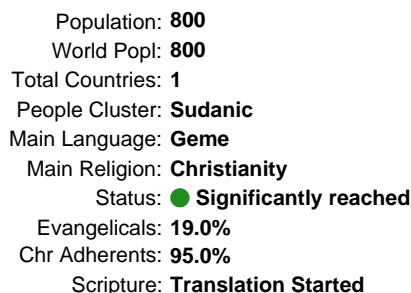 Population: 800
World Popl: 800
Total Countries: 1
People Cluster: Sudanic
Main Language: Geme
Main Religion: Christianity
Status: Significantly reached
Evangelicals: 19.0%
Chr Adherents: 95.0%
Scripture: Translation Started